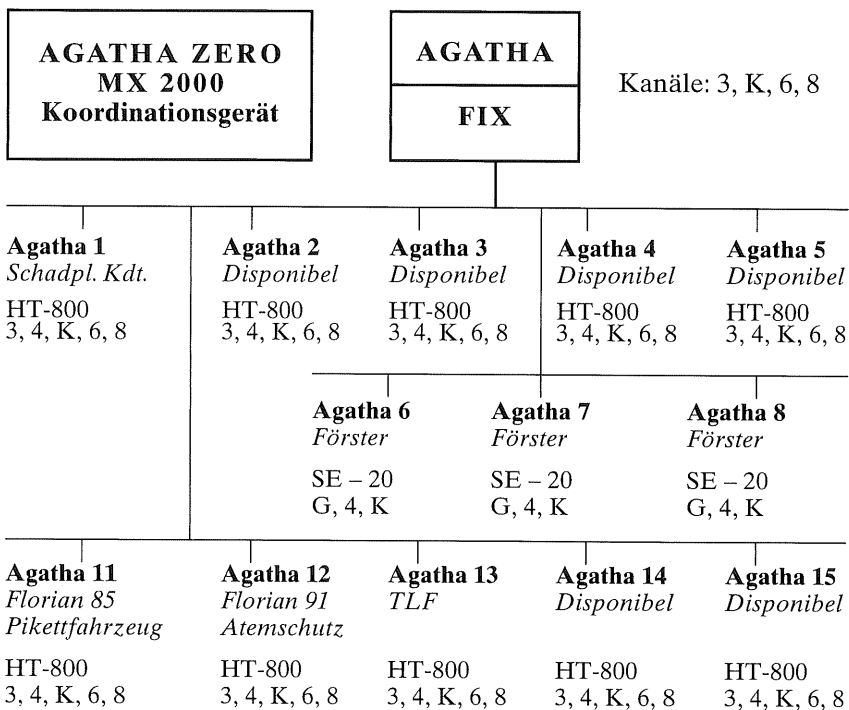 AGATHA ZERO
MX 2000
Koordinationsgerät
AGATHA
FIX
Kanäle: 3, K, 6, 8
Agatha 1
Schadpl. Kdt.
HT-800
3, 4, K, 6, 8
Agatha 2
Disponibel
HT-800
3, 4, K, 6, 8
Agatha 3
Disponibel
HT-800
3, 4, K, 6, 8
Agatha 4
Disponibel
HT-800
3, 4, K, 6, 8
Agatha 5
Disponibel
HT-800
3, 4, K, 6, 8
Agatha 6
Förster
SE – 20
G, 4, K
Agatha 7
Förster
SE – 20
G, 4, K
Agatha 8
Förster
SE – 20
G, 4, K
Agatha 11
Florian 85
Pikettfahrzeug
HT-800
3, 4, K, 6, 8
Agatha 12
Florian 91
Atemschutz
HT-800
3, 4, K, 6, 8
Agatha 13
TLF
HT-800
3, 4, K, 6, 8
Agatha 14
Disponibel
HT-800
3, 4, K, 6, 8
Agatha 15
Disponibel
HT-800
3, 4, K, 6, 8